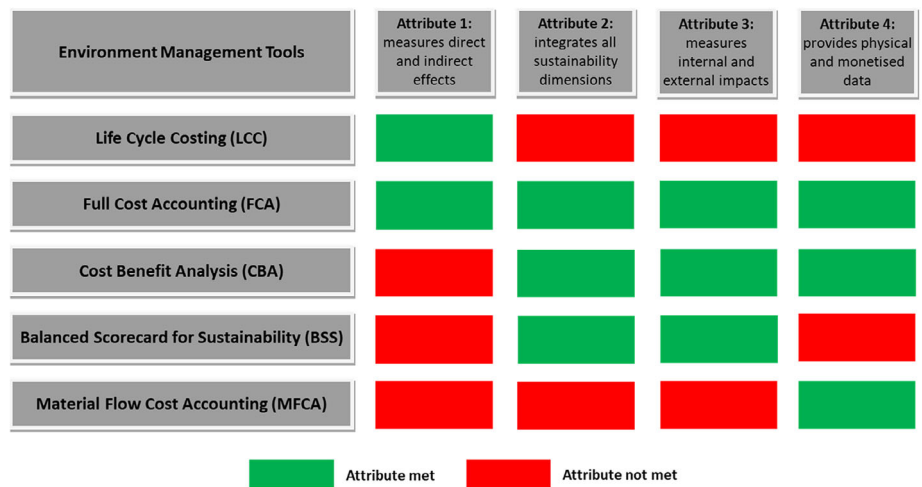 Environment Management Tools
Attribute 1:
measures direct
and indirect
effects
Attribute 2:
integrates all
sustainability
dimensions
Attribute 3:
measures
internal and
external impacts
Attribute 4:
provides physical
and monetised
data
Life Cycle Costing (LCC)
Full Cost Accounting (FCA)
Cost Benefit Analysis (CBA)
Balanced Scorecard for Sustainability (BSS)
Material Flow Cost Accounting (MFCA)
Attribute met
Attribute not met